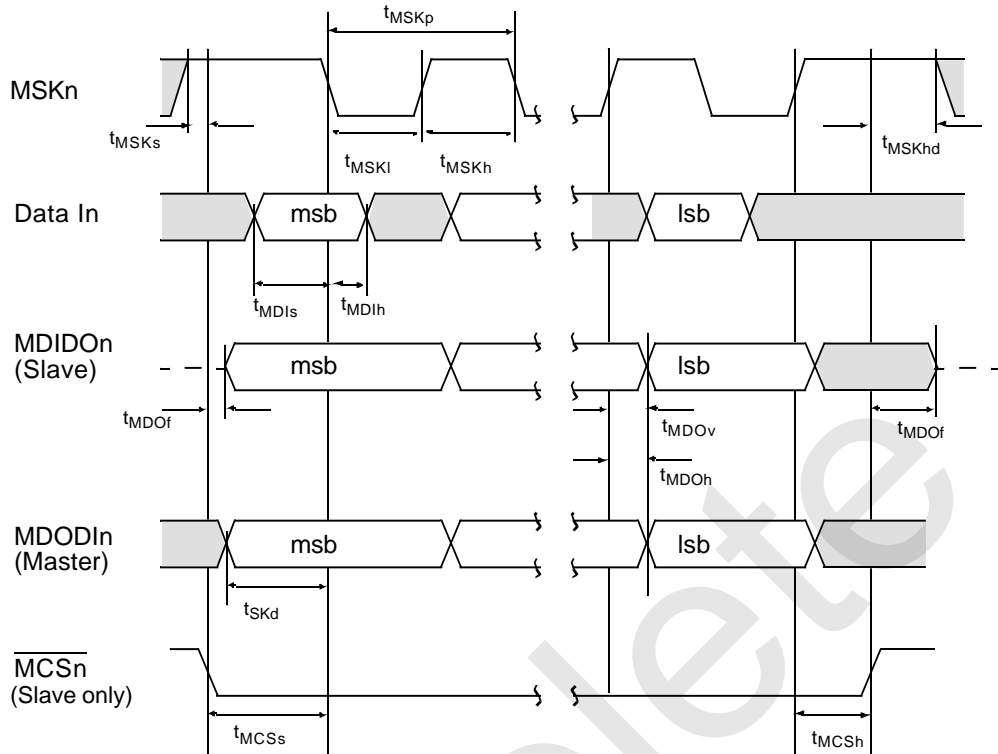 tMSKp
MSKn
tMSKs
tMSKl
tMSKh
tMSKhd
Data In
msb
lsb
tMDIs
tMDIh
MDIDOn
(Slave)
msb
lsb
tMDOf
tMDOv
tMDOf
tMDOh
MDODIn
(Master)
msb
lsb
tSKd
MCSn
(Slave only)
tMCSs
tMCSh